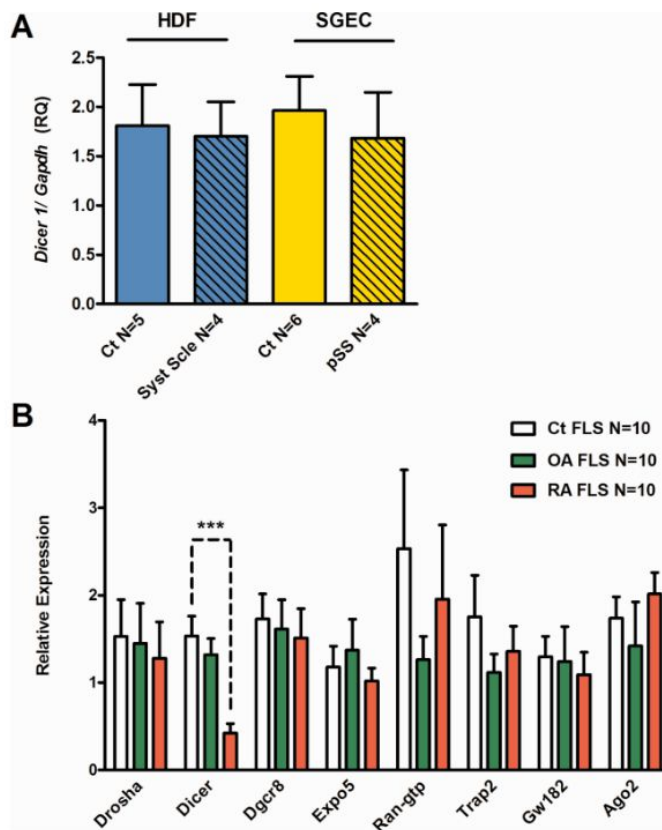 A
HDF SGEC
Dicer 1/ Gapdh (RQ)
2.5
2.0
1.5
1.0
0.5
0.0
Ct N=5
Syst Scle N=4
Ct N=6
pSS N=4
B
Relative Expression
4
3
2
1
0
***
Ct FLS N=10
OA FLS N=10
RA FLS N=10
Drosha
Dicer
Dgcr8
Expo5
Ran-gtp
Trap2
Gw182
Ago2